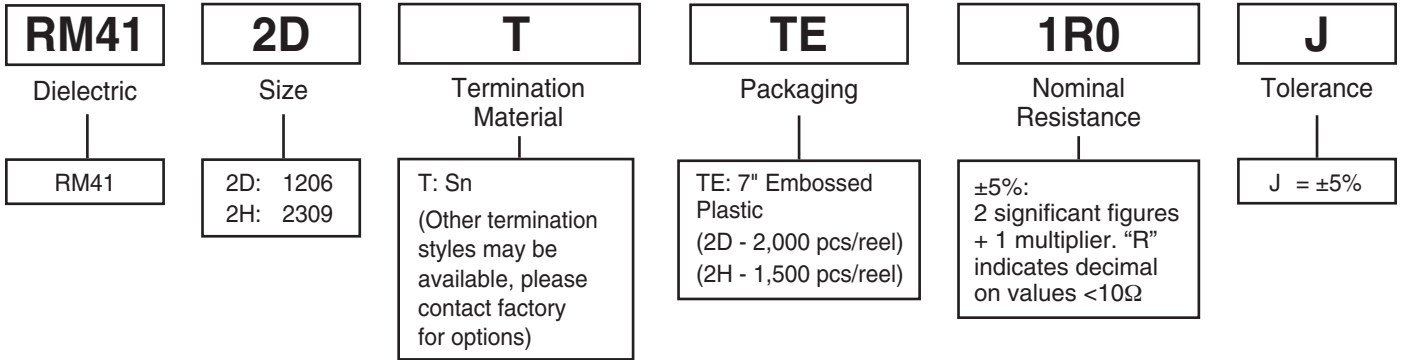 RM41
2D
T
TE
1R0
J
Dielectric
Size
Termination
Material
Packaging
Nominal
Resistance
Tolerance
RM41
2D: 1206
2H: 2309
T: Sn
(Other termination
styles may be
available, please
contact factory
for options)
TE: 7" Embossed
Plastic
(2D - 2,000 pcs/reel)
(2H - 1,500 pcs/reel)
±5%:
2 significant figures
+ 1 multiplier. “R”
indicates decimal
on values <10Ω
J = ±5%